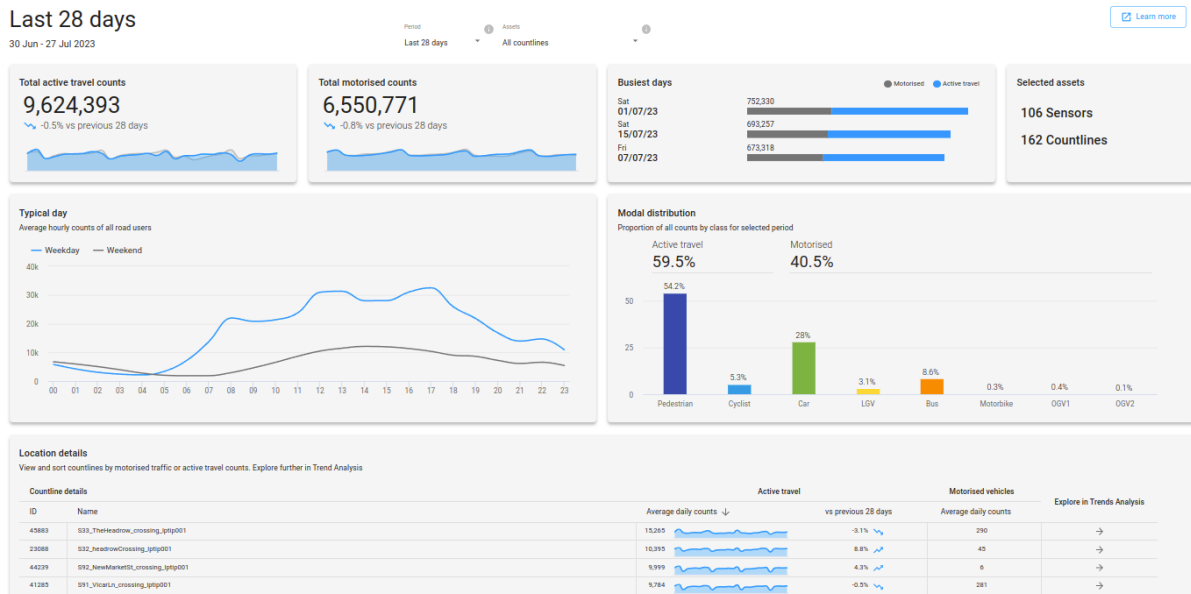 Last 28 days
30 Jun - 27 Jul 2023
Period
Last 28 days
Assets
All countlines
Learn more
Total active travel counts
9,624,393
-0.5% vs previous 28 days
Total motorised counts
6,550,771
-0.8% vs previous 28 days
Busiest days
Motorised Active travel
Sat
01/07/23
752,330
Sat
15/07/23
693,257
Fri
07/07/23
673,318
Selected assets
106 Sensors
162 Countlines
Typical day
Average hourly counts of all road users
Weekday Weekend
40k
30k
20k
10k
0
00 01 02 03 04 05 06 07 08 09 10 11 12 13 14 15 16 17 18 19 20 21 22 23
Modal distribution
Proportion of all counts by class for selected period
Active travel
59.5%
Motorised
40.5%
50
25
0
54.2% 5.3% 28% 3.1% 8.6% 0.3% 0.4% 0.1%
Pedestrian Cyclist Car LGV Bus Motorbike OGV1 OGV2
Location details
View and sort countlines by motorised traffic or active travel counts. Explore further in Trend Analysis
Countline details Active travel Motorised vehicles Explore in Trends Analysis
ID Name Average daily counts vs previous 28 days Average daily counts
45883 S33_TheHeadrow_crossing_lptip001 15,265 -3.1% 290
23088 S32_headrowCrossing_lptip001 10,395 8.8% 45
44239 S92_NewMarketSt_crossing_lptip001 9,999 4.3% 6
41285 S91_VicarLn_crossing_lptip001 9,784 -0.5% 281